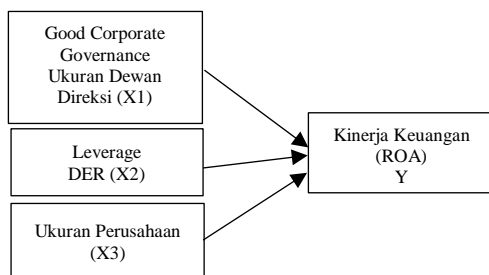 Good Corporate
Governance
Ukuran Dewan
Direksi (X1)
Leverage
DER (X2)
Ukuran Perusahaan
(X3)
Kinerja Keuangan
(ROA)
Y